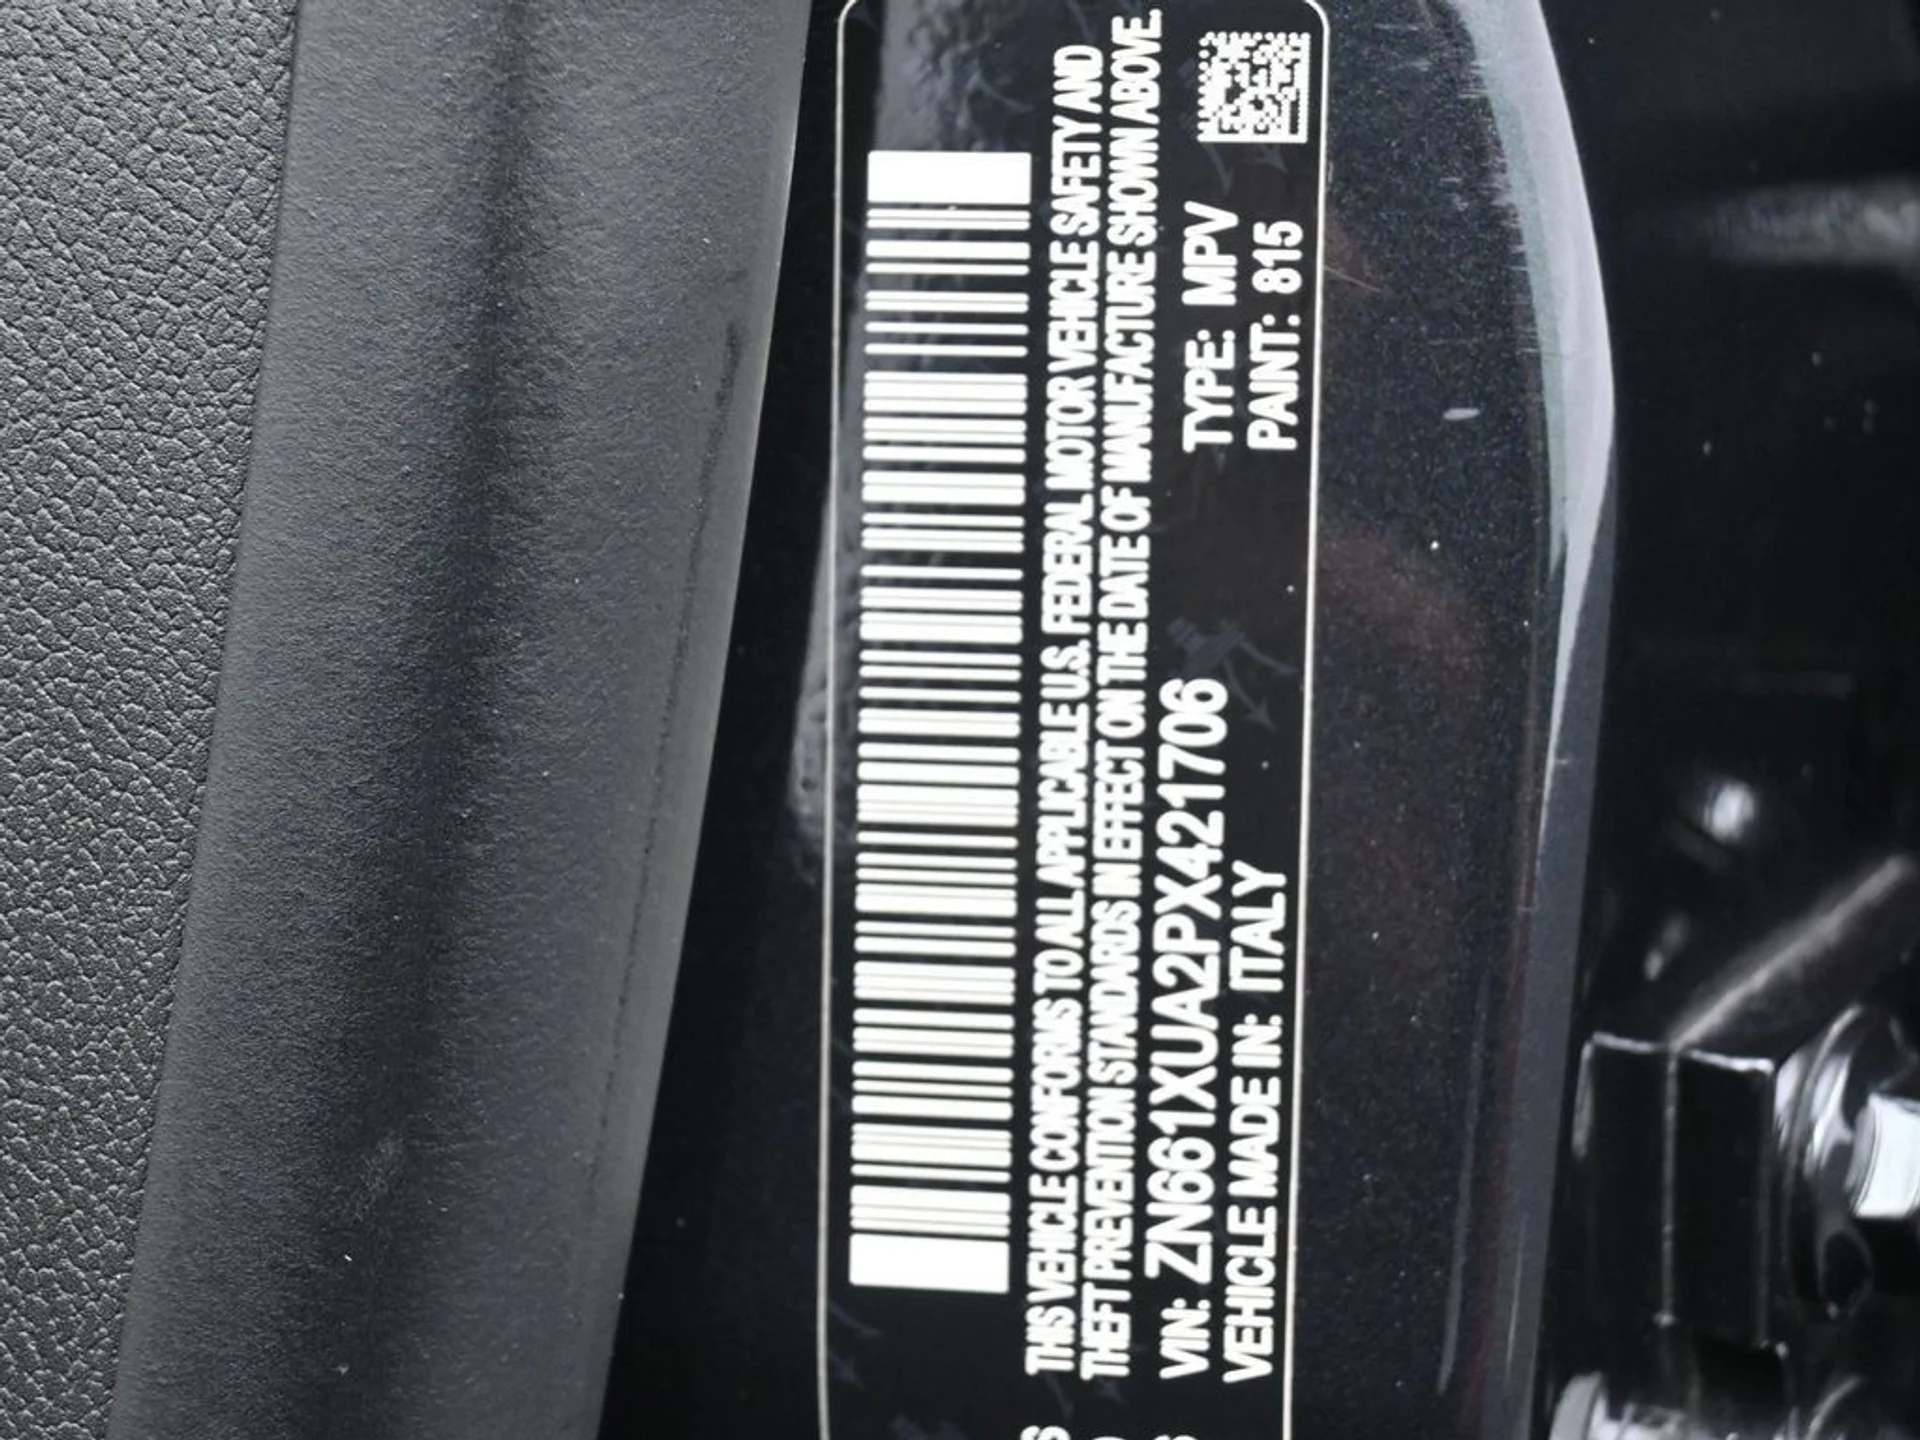 THIS VEHICLE CONFORMS TO ALL APPLICABLE U.S. FEDERAL MOTOR VEHICLE SAFETY AND
THEFT PREVENTION STANDARDS IN EFFECT ON THE DATE OF MANUFACTURE SHOWN ABOVE.
VIN: ZN661XUA2PX421706
TYPE: MPV
VEHICLE MADE IN: ITALY
PAINT: 815